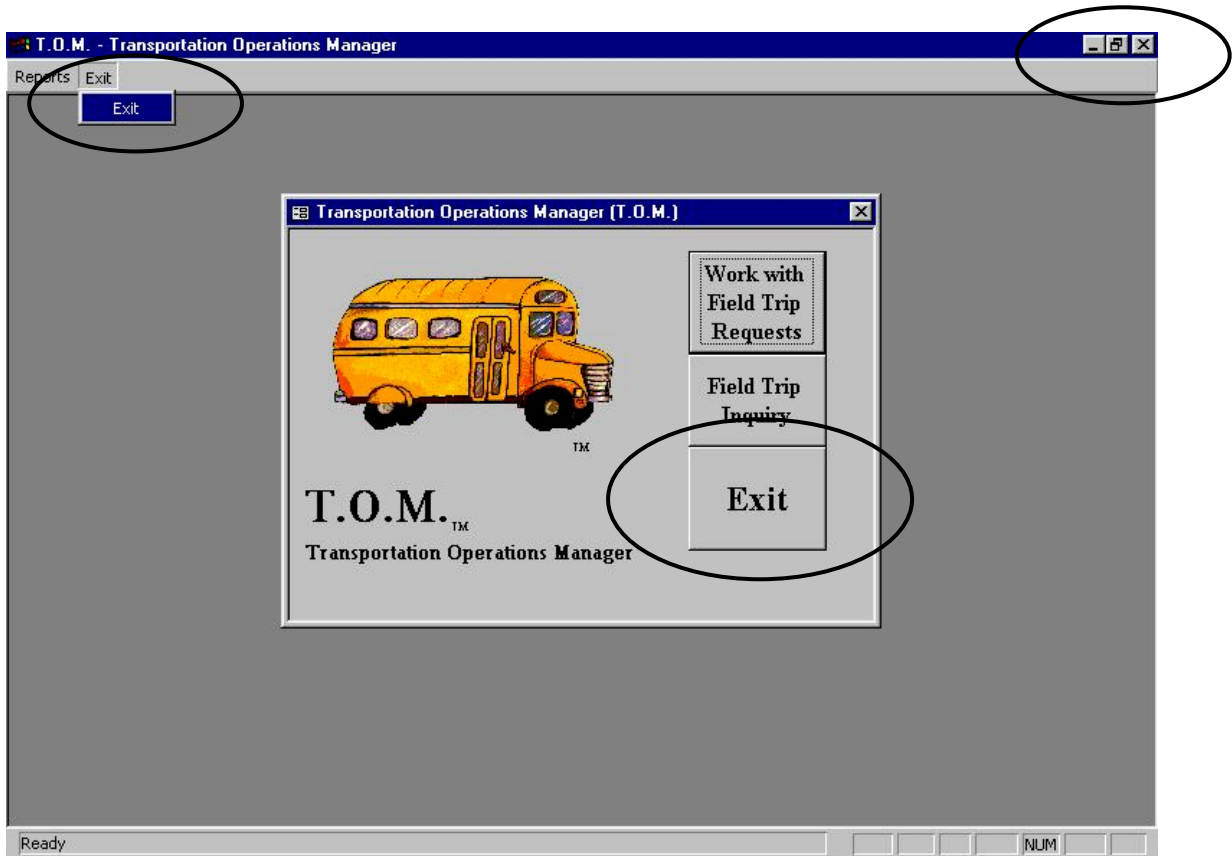 T.O.M. - Transportation Operations Manager
Reports Exit
Exit
Transportation Operations Manager (T.O.M.)
Work with
Field Trip
Requests
Field Trip
Inquiry
TM
Exit
T.O.M.TM
Transportation Operations Manager
Ready NUM